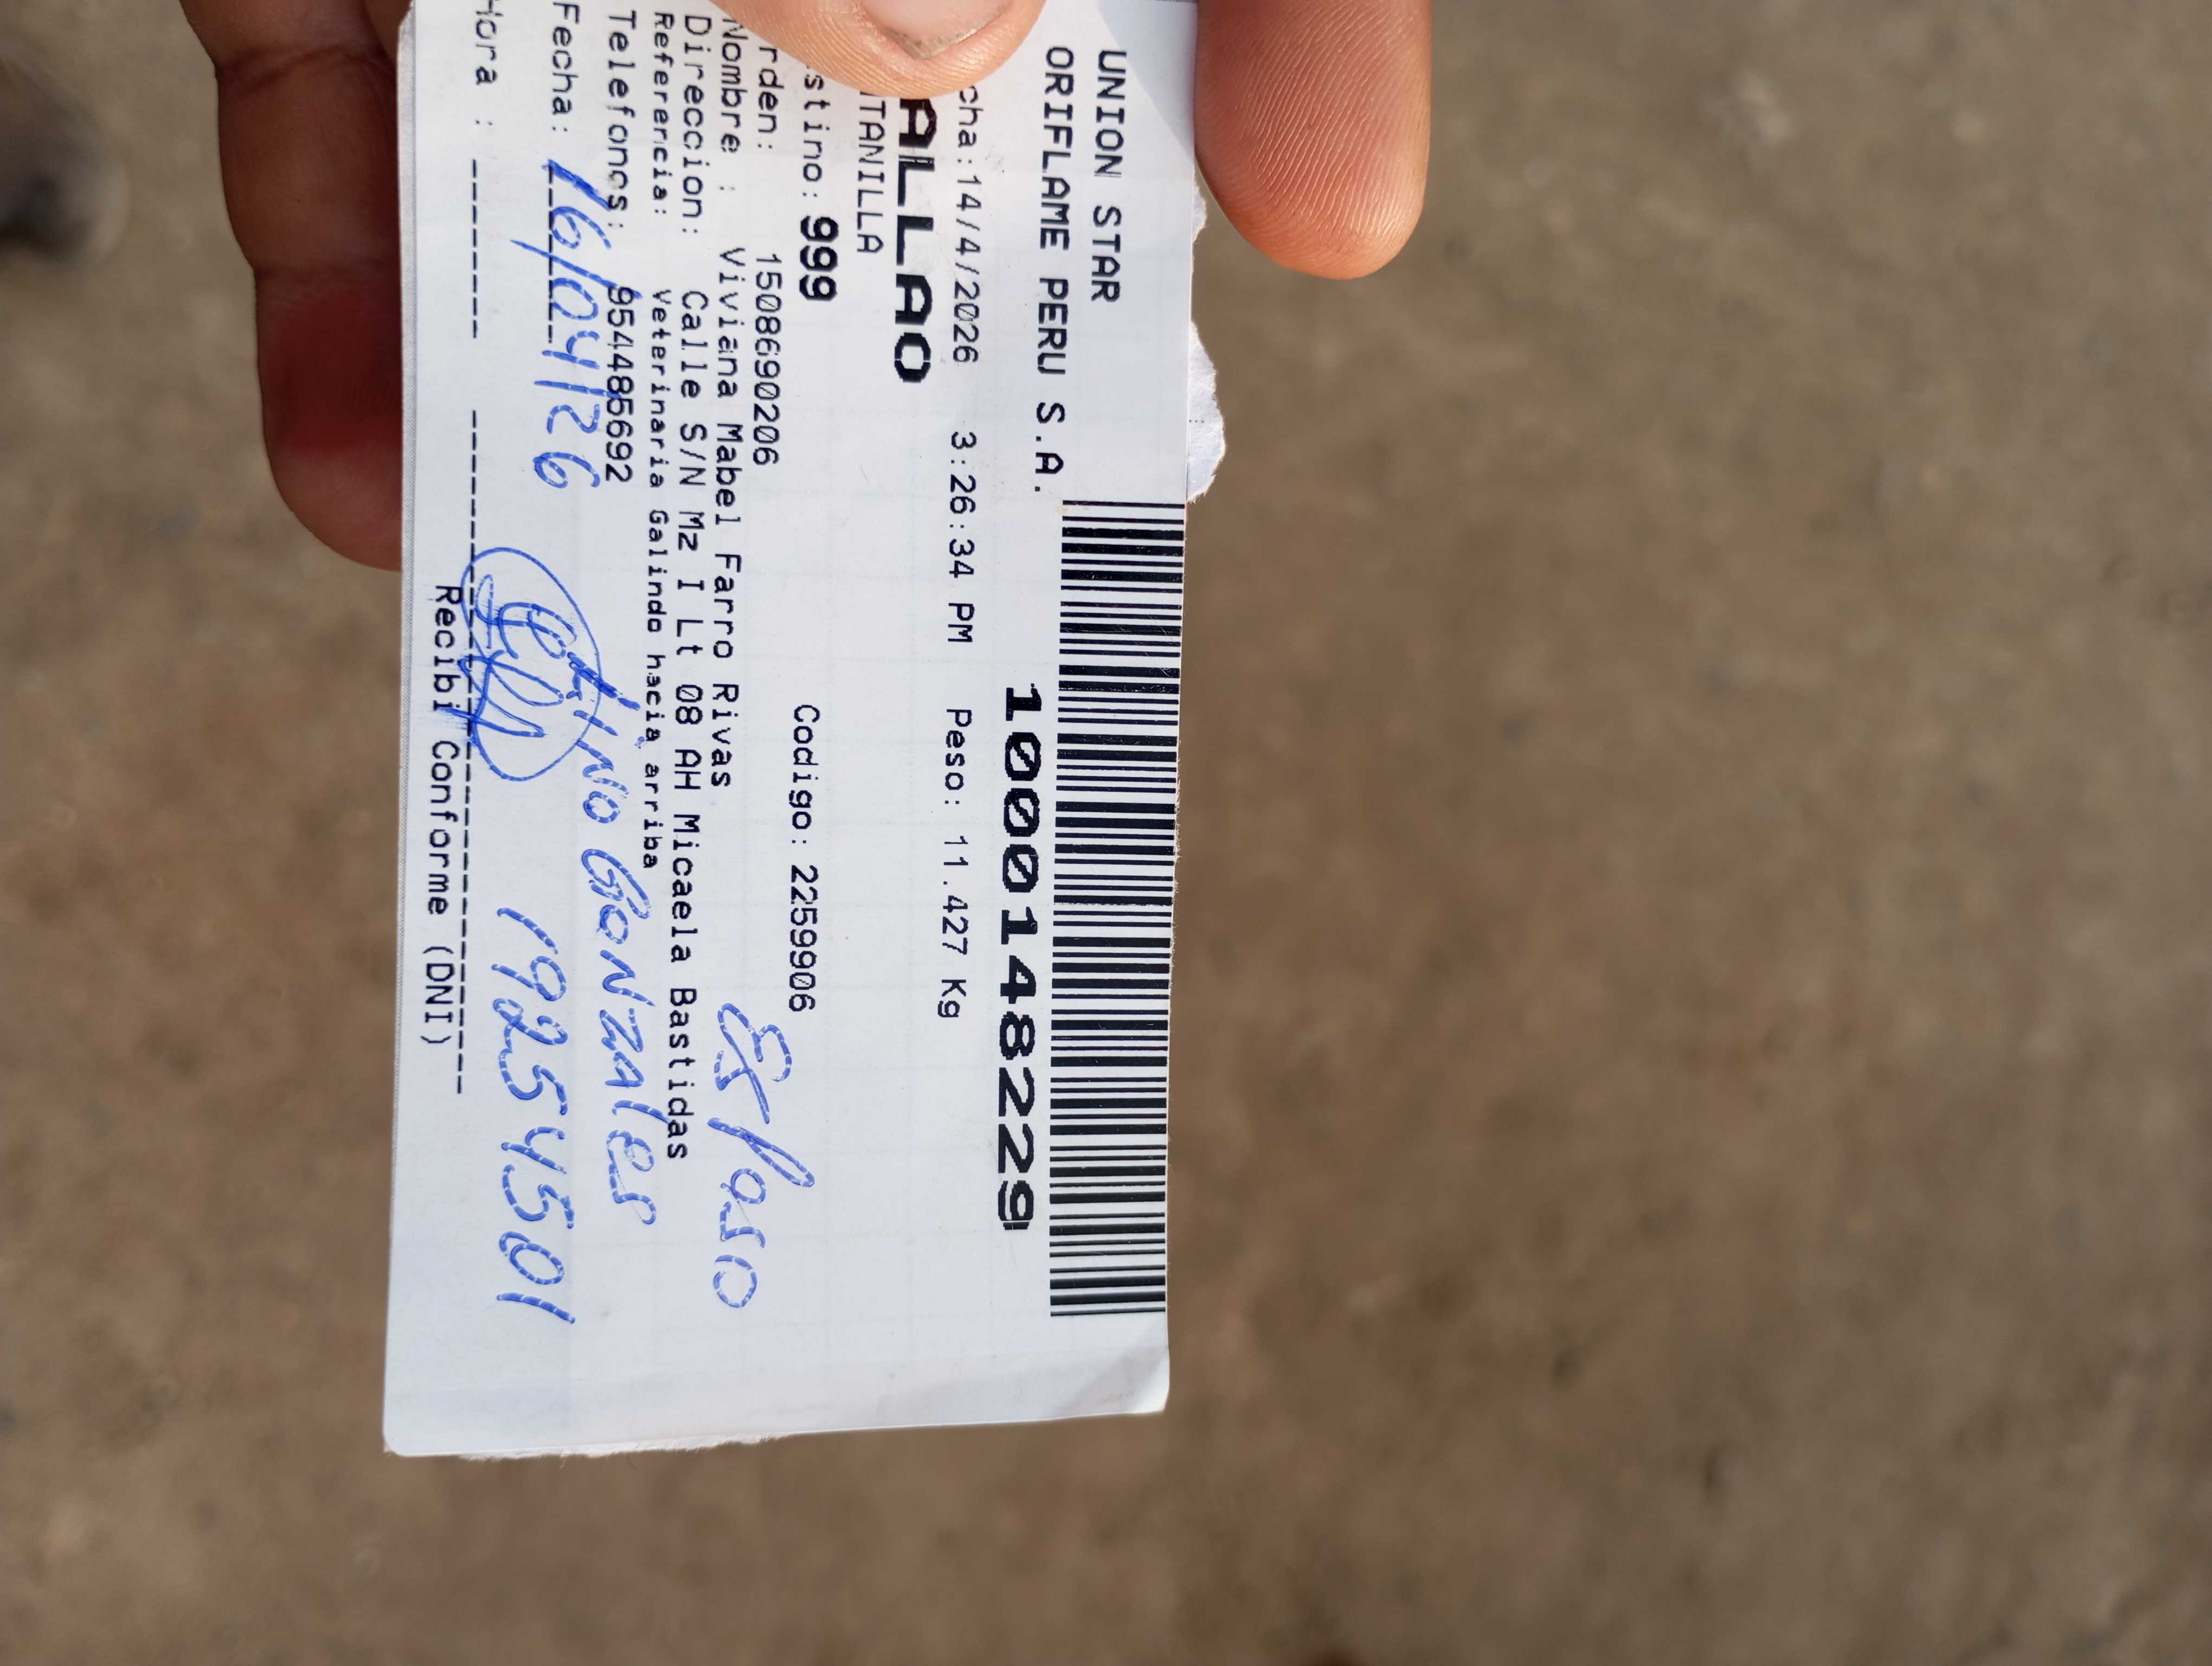 UNION STAR
ORIFLAME PERU S.A.
1000148229
cha:14/4/2026 3:26:34 PM Peso: 11.427 Kg
ALLAO
TANILLA
stino: 999 Codigo: 2259906
rden: 1508690206
Nombre : Viviana Mabel Farro Rivas
Esposo
Direccion: Calle S/N Mz I Lt 08 AH Micaela Bastidas
Referencia: Veterinaria Galindo hacia arriba
Telefonos: 954485692
Fecha: 16/04/26 Gonzales
Hora :
19254501
Recibi Conforme (DNI)